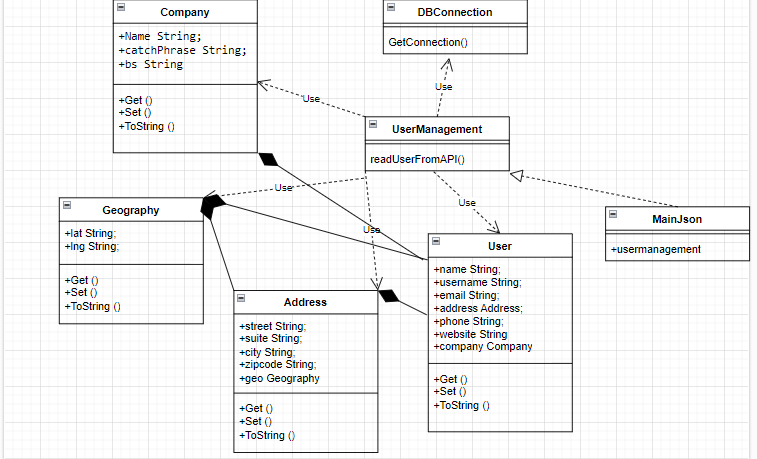 Company
+Name String;
+catchPhrase String;
+bs String
+Get ()
+Set ()
+ToString ()
DBConnection
GetConnection()
Use
Use
UserManagement
readUserFromAPI()
Use
Use
Use
Geography
+lat String;
+lng String;
+Get ()
+Set ()
+ToString ()
MainJson
+usermanagement
User
+name String;
+username String;
+email String;
+address Address;
+phone String;
+website String
+company Company
+Get ()
+Set ()
+ToString ()
Address
+street String;
+suite String;
+city String;
+zipcode String;
+geo Geography
+Get ()
+Set ()
+ToString ()